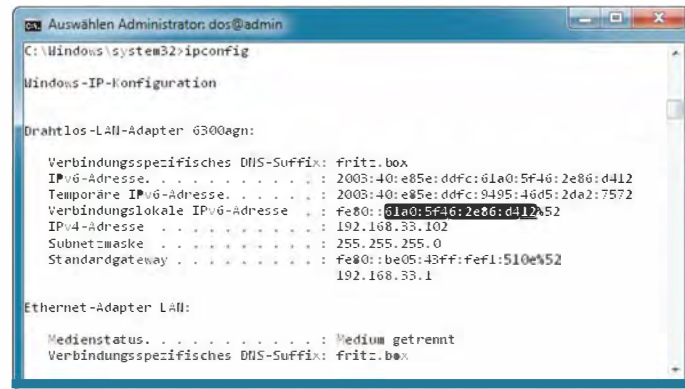 Auswählen Administrator: dos@admin
C:\Windows\system32>ipconfig
Windows-IP-Konfiguration
Drahtlos-LAN-Adapter 6300agn:
Verbindungsspezifisches DNS-Suffix: fritz.box
IPv6-Adresse. . . . . . . . . . . : 2003:40:e85e:ddfc:61a0:5f46:2e86:d412
Temporäre IPv6-Adresse. . . . . . : 2003:40:e85e:ddfc:9495:46d5:2da2:7572
Verbindungslokale IPv6-Adresse  . : fe80::61a0:5f46:2e86:d412%52
IPv4-Adresse  . . . . . . . . . . : 192.168.33.102
Subnetzmaske  . . . . . . . . . . : 255.255.255.0
Standardgateway . . . . . . . . . : fe80::be05:43ff:fef1:510e%52
192.168.33.1
Ethernet-Adapter LAN:
Medienstatus. . . . . . . . . . . : Medium getrennt
Verbindungsspezifisches DNS-Suffix: fritz.box